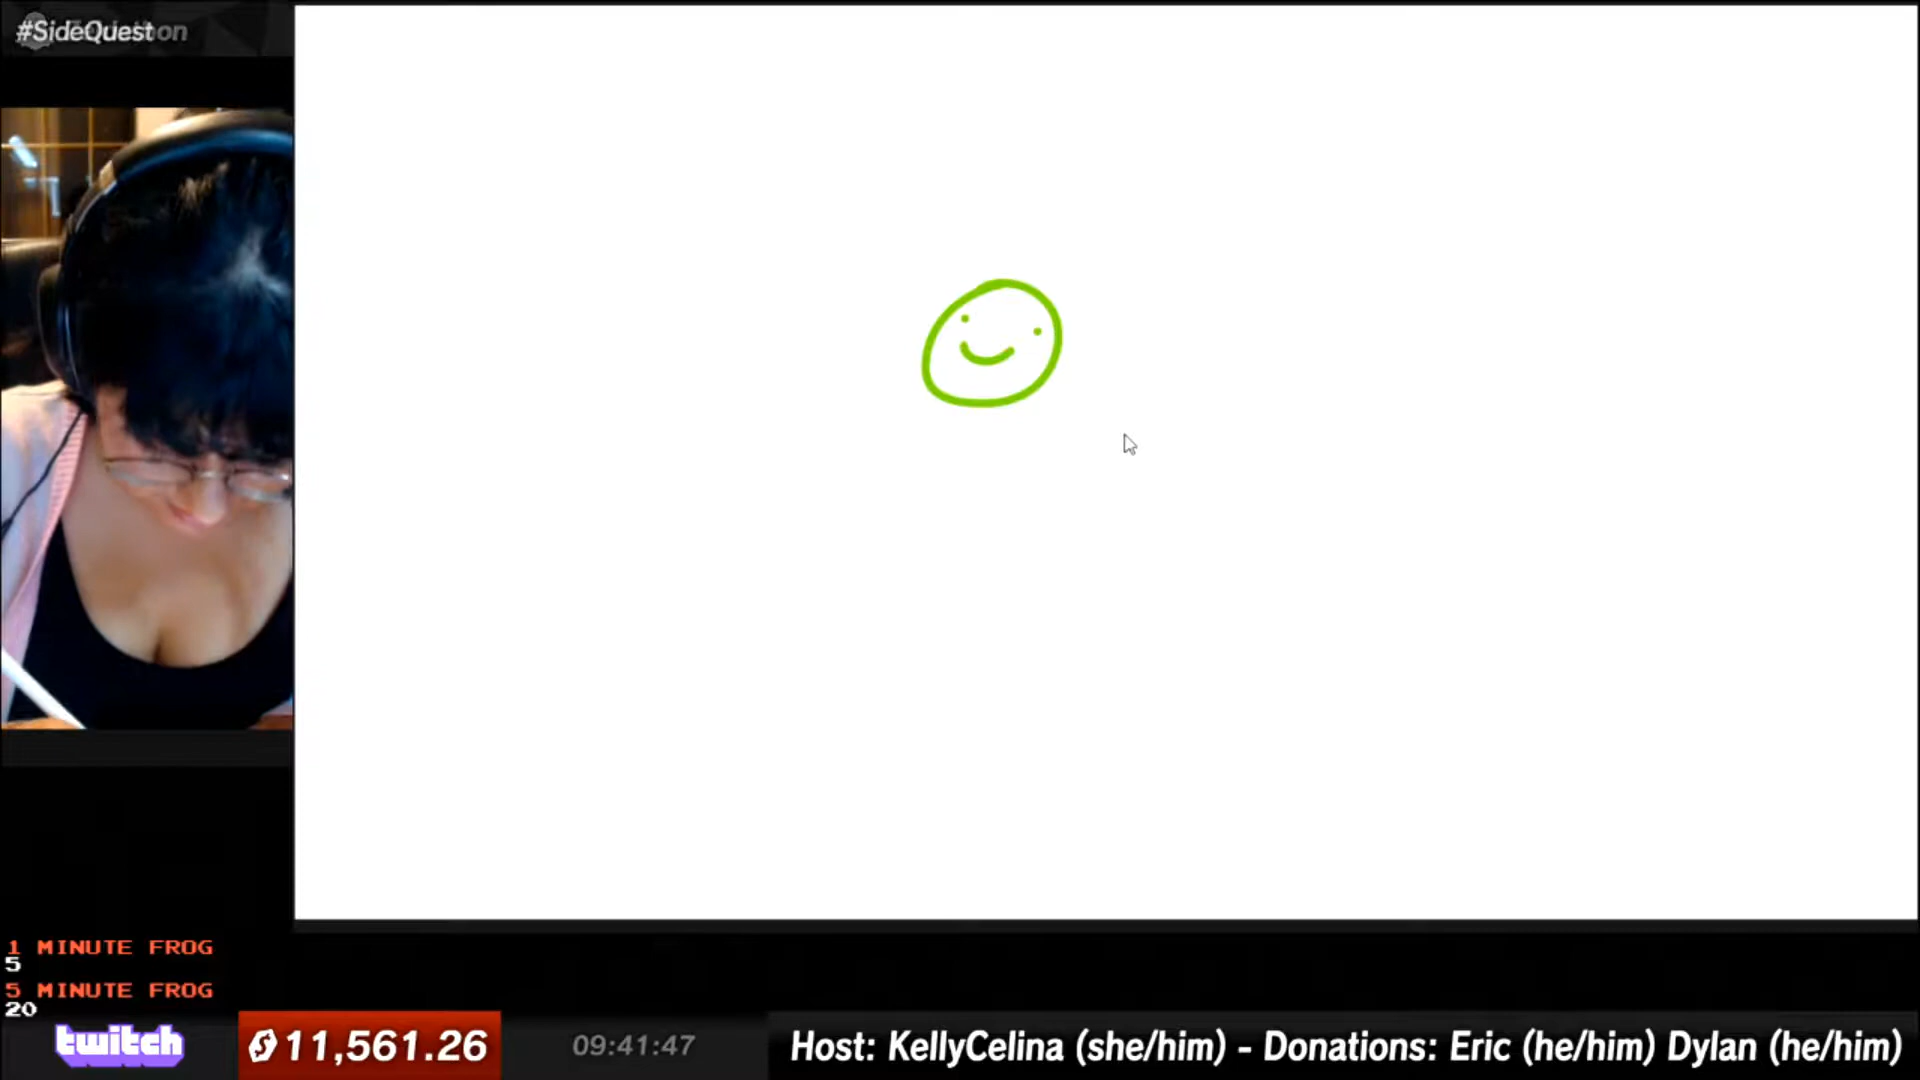 #SideQuest
1 MINUTE FROG
5
5 MINUTE FROG
20
twitch
11,561.26
09:41:47
Host: KellyCelina (she/him) - Donations: Eric (he/him) Dylan (he/him)